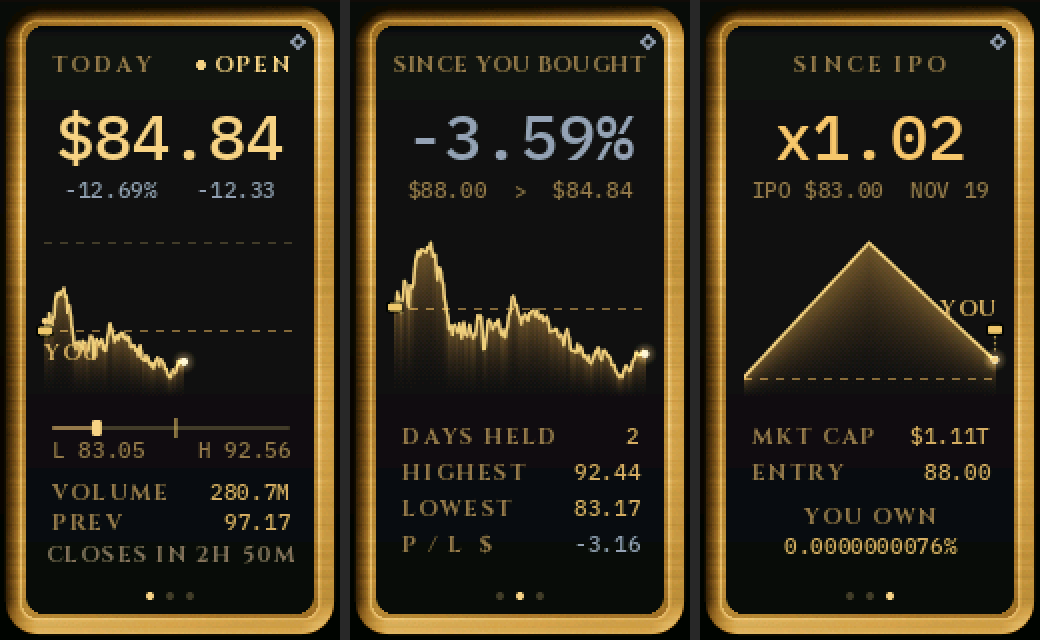 TODAY OPEN
$84.84
-12.69% -12.33
YOU
L 83.05 H 92.56
VOLUME 280.7M
PREV 97.17
CLOSES IN 2H 50M
SINCE YOU BOUGHT
-3.59%
$88.00 > $84.84
DAYS HELD 2
HIGHEST 92.44
LOWEST 83.17
P / L $ -3.16
SINCE IPO
x1.02
IPO $83.00 NOV 19
YOU
MKT CAP $1.11T
ENTRY 88.00
YOU OWN
0.0000000076%